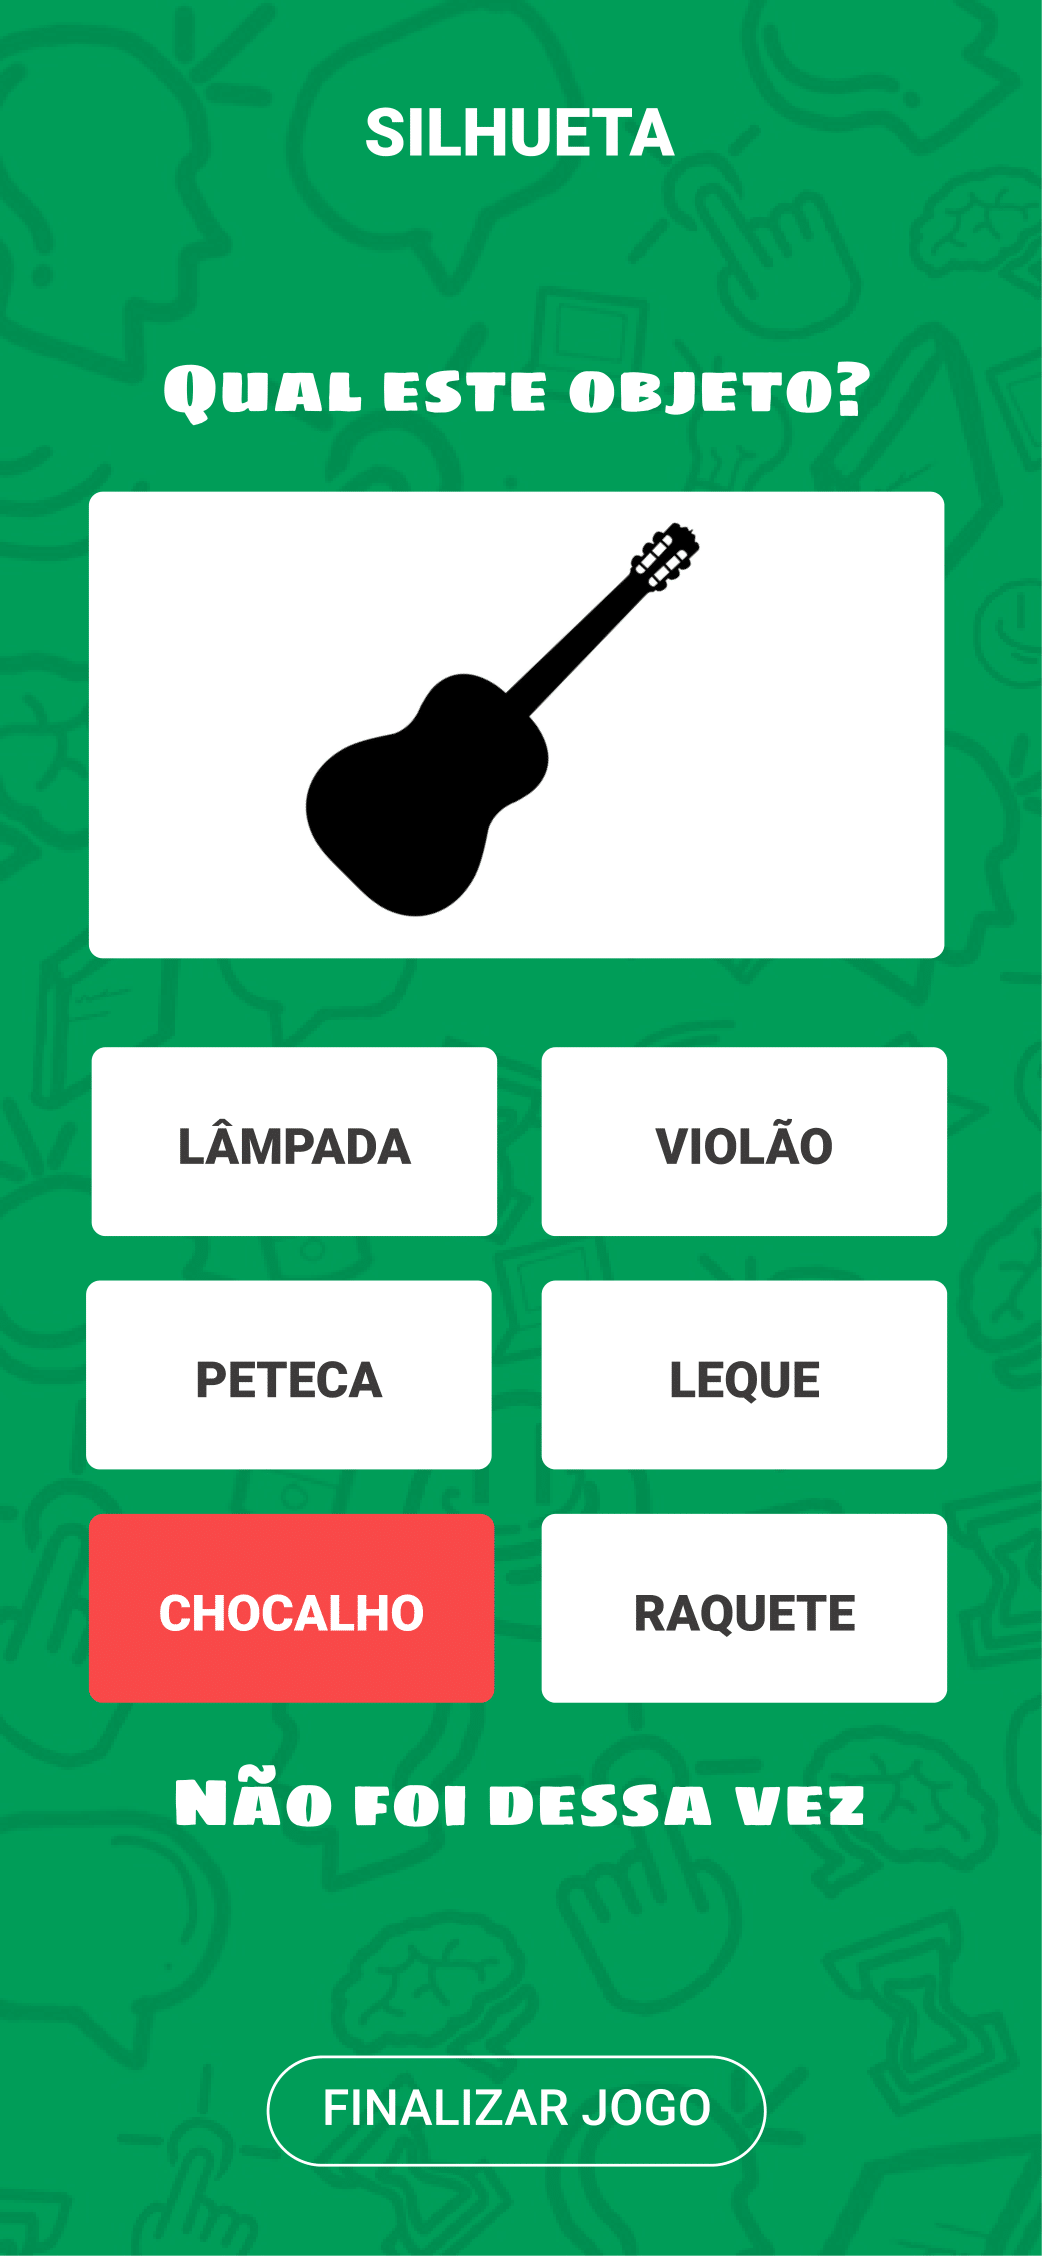 SILHUETA
Qual este objeto?
LÂMPADA
VIOLÃO
PETECA
LEQUE
CHOCALHO
RAQUETE
Não foi dessa vez
FINALIZAR JOGO